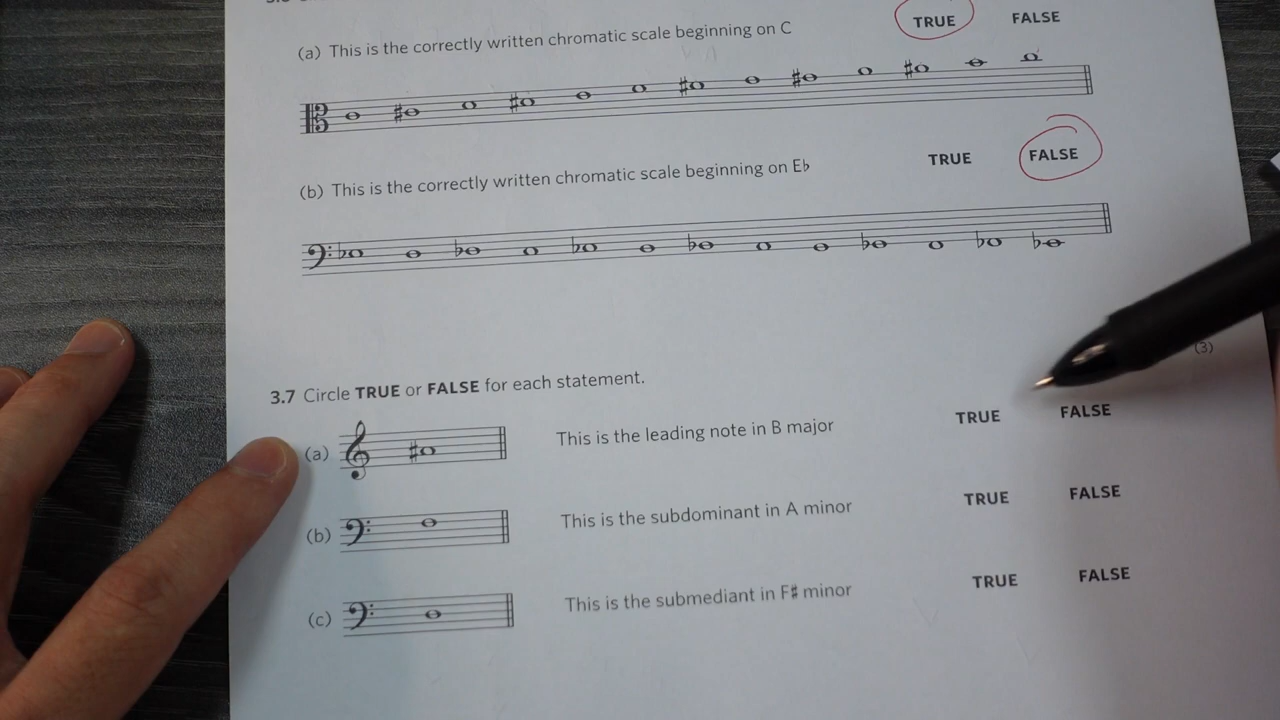 (a) This is the correctly written chromatic scale beginning on C TRUE FALSE
(b) This is the correctly written chromatic scale beginning on E♭ TRUE FALSE
(3)
3.7 Circle TRUE or FALSE for each statement.
(a) This is the leading note in B major TRUE FALSE
(b) This is the subdominant in A minor TRUE FALSE
(c) This is the submediant in F♯ minor TRUE FALSE